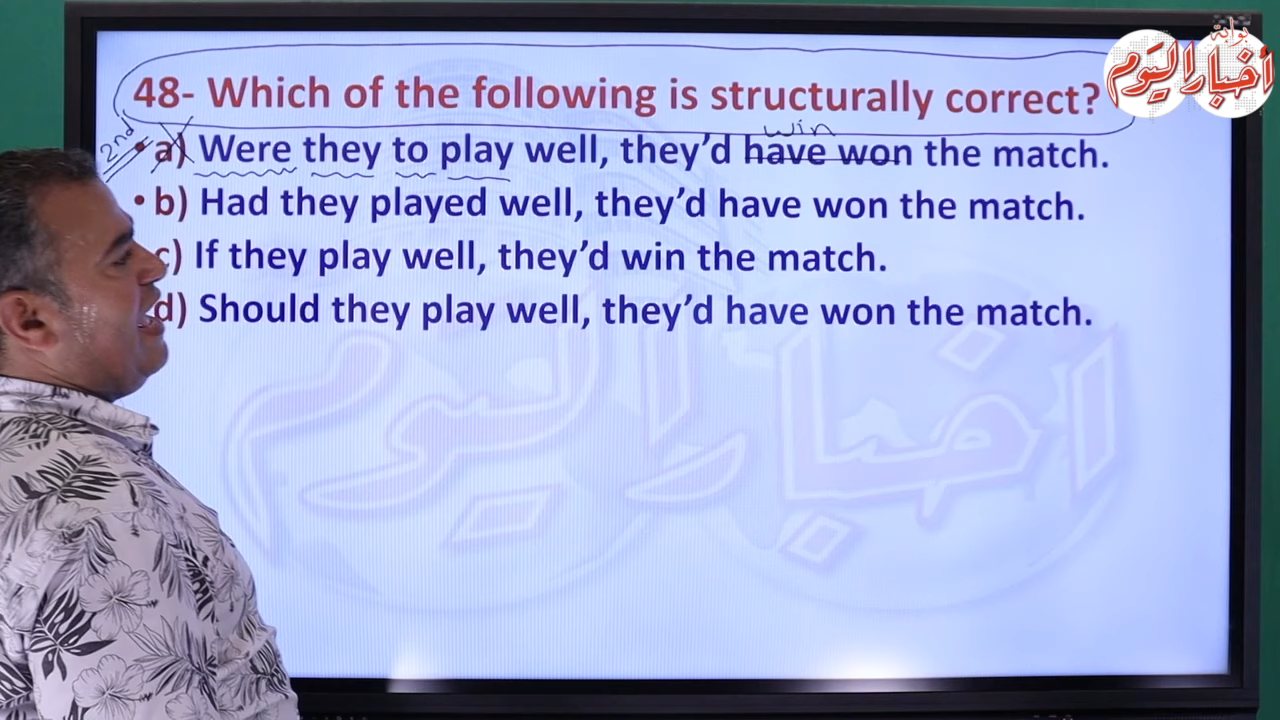 بوابة
أخبار اليوم
48- Which of the following is structurally correct?
win
2nd
• a) Were they to play well, they’d have won the match.
• b) Had they played well, they’d have won the match.
c) If they play well, they’d win the match.
d) Should they play well, they’d have won the match.
أخبار اليوم